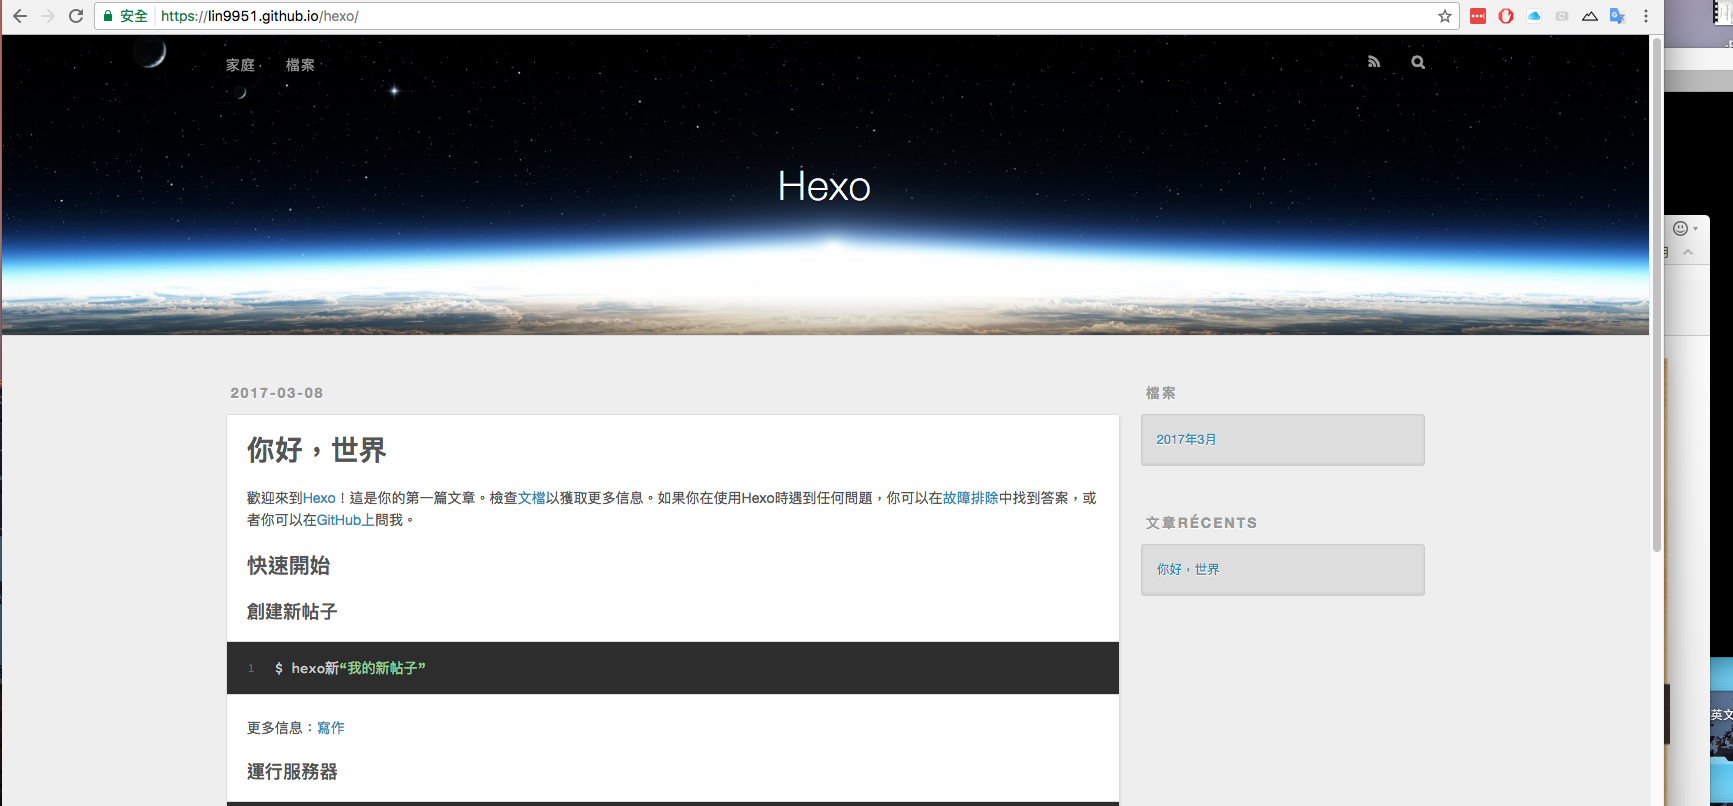 安全 https://lin9951.github.io/hexo/
家庭 檔案
Hexo
2017-03-08
你好，世界
歡迎來到Hexo！這是你的第一篇文章。檢查文檔以獲取更多信息。如果你在使用Hexo時遇到任何問題，你可以在故障排除中找到答案，或
者你可以在GitHub上問我。
快速開始
創建新帖子
1 $ hexo新“我的新帖子”
更多信息：寫作
運行服務器
檔案
2017年3月
文章RÉCENTS
你好，世界
英文